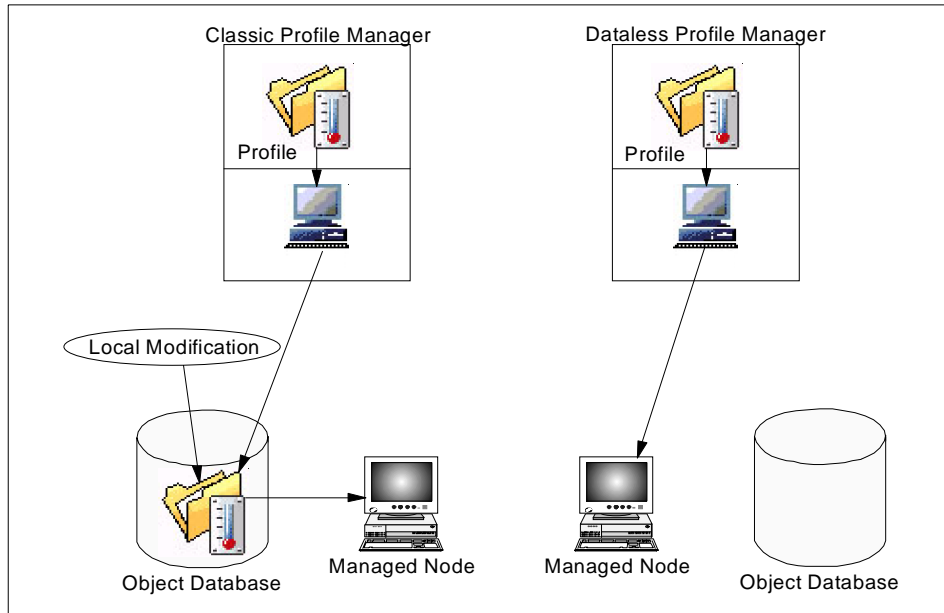 Classic Profile Manager
Dataless Profile Manager
Profile
Profile
Local Modification
Object Database
Managed Node
Managed Node
Object Database